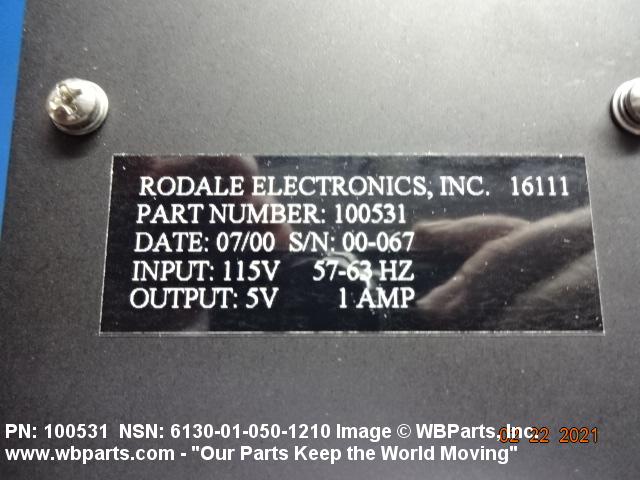 RODALE ELECTRONICS, INC. 16111
PART NUMBER: 100531
DATE: 07/00 S/N: 00-067
INPUT: 115V 57-63 HZ
OUTPUT: 5V 1 AMP
PN: 100531 NSN: 6130-01-050-1210 Image © WBParts, Inc.
02 22 2021
www.wbparts.com - "Our Parts Keep the World Moving"